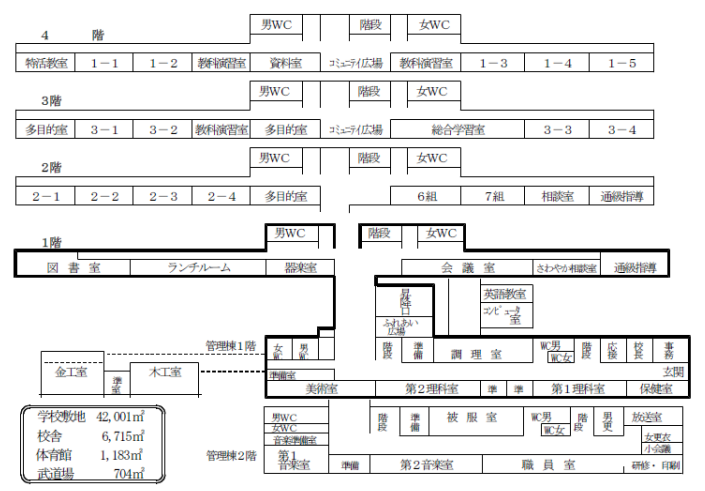 男WC 階段 女WC
4 階
特活教室 1－1 1－2 教科演習室 資料室 コミュニティ広場 教科演習室 1－3 1－4 1－5
男WC 階段 女WC
3階
多目的室 3－1 3－2 教科演習室 多目的室 コミュニティ広場 総合学習室 3－3 3－4
男WC 階段 女WC
2階
2－1 2－2 2－3 2－4 多目的室 6組 7組 相談室 通級指導
男WC 階段 女WC
1階
図書室 ランチルーム 器楽室 会議室 さわやか相談室 通級指導
昇降口 英語教室
コンピュータ室
ふれあい広場
管理棟1階 女WC 男WC 階段 準備 調理室 WC男 WC女 階段 応接 校長 事務
金工室 準室 木工室 準備室 玄関
美術室 第2理科室 準 準 第1理科室 保健室
学校敷地 42,001㎡
校舎 6,715㎡
体育館 1,183㎡
武道場 704㎡
男WC 階段 準備 被服室 WC男 WC女 階段 男更 放送室
女WC
音楽準備室 女更衣
小会議
管理棟2階 第1音楽室 準備 第2音楽室 職員室 研修・印刷